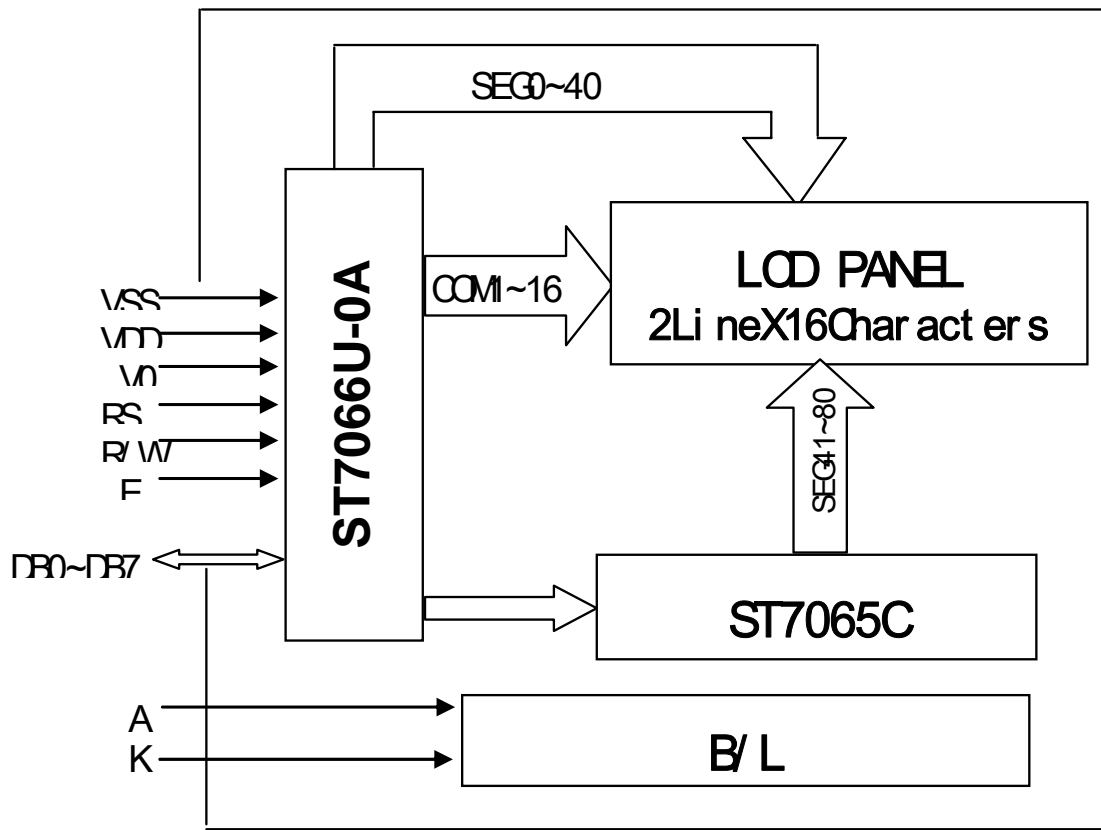 SEG0~40
LCD PANEL
2LineX16Characters
COM1~16
ST7066U-0A
VSS
VDD
V0
RS
R/W
E
DB0~DB7
SEG41~80
ST7065C
A
K
B/L